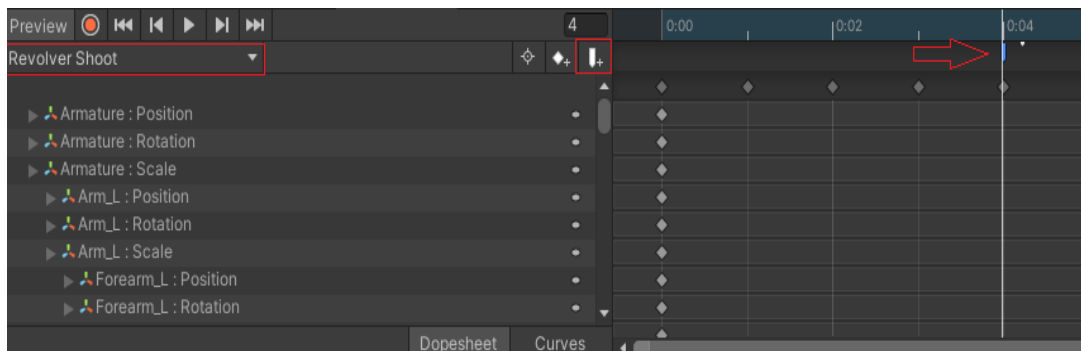 Preview 4 0:00 0:02 0:04
Revolver Shoot
Armature : Position
Armature : Rotation
Armature : Scale
Arm_L : Position
Arm_L : Rotation
Arm_L : Scale
Forearm_L : Position
Forearm_L : Rotation
Dopesheet Curves